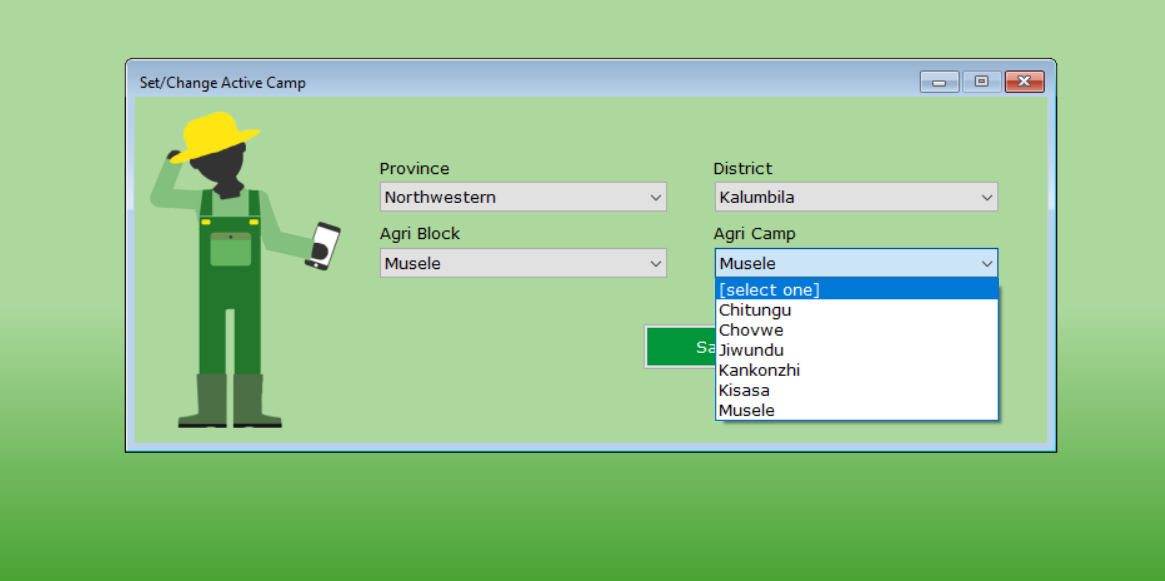 Set/Change Active Camp
Province
District
Northwestern
Kalumbila
Agri Block
Agri Camp
Musele
Musele
[select one]
Chitungu
Chovwe
Jiwundu
Kankonzhi
Kisasa
Musele